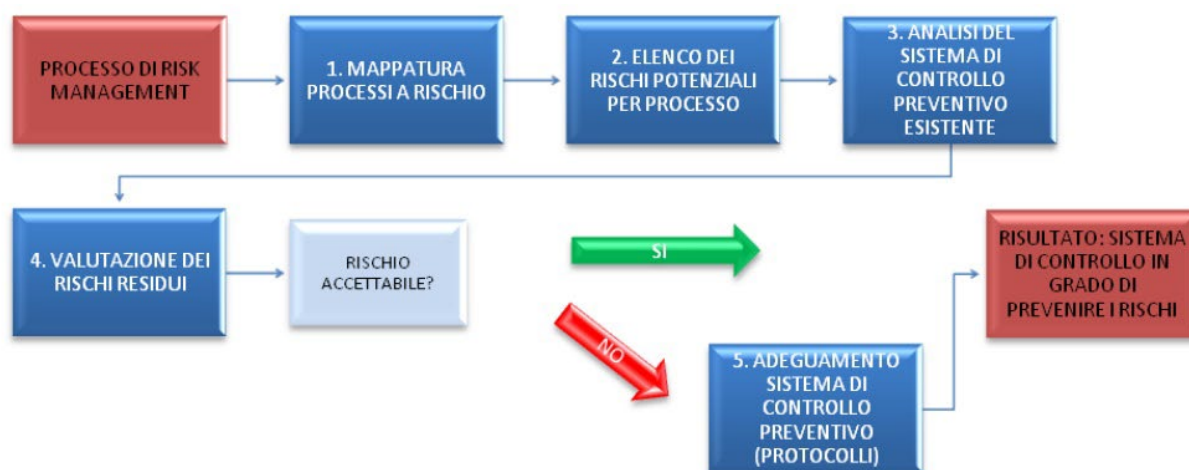 PROCESSO DI RISK
MANAGEMENT
1. MAPPATURA
PROCESSI A RISCHIO
2. ELENCO DEI
RISCHI POTENZIALI
PER PROCESSO
3. ANALISI DEL
SISTEMA DI
CONTROLLO
PREVENTIVO
ESISTENTE
4. VALUTAZIONE DEI
RISCHI RESIDUI
RISCHIO
ACCETTABILE?
SI
NO
5. ADEGUAMENTO
SISTEMA DI
CONTROLLO
PREVENTIVO
(PROTOCOLLI)
RISULTATO: SISTEMA
DI CONTROLLO IN
GRADO DI
PREVENIRE I RISCHI